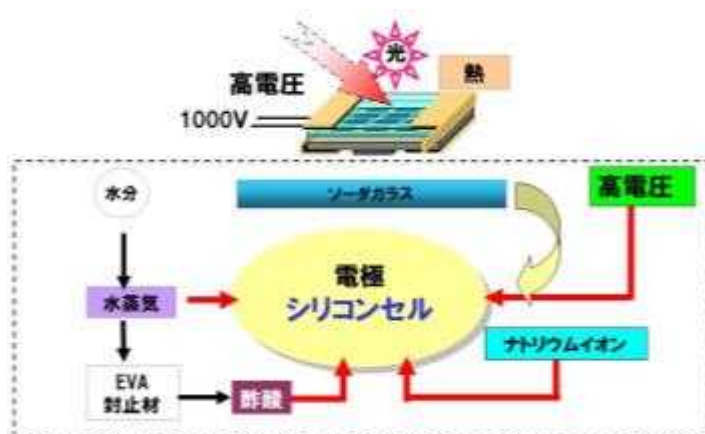 光
熱
高電圧
1000V
水分
ソーダガラス
高電圧
電極
シリコンセル
水蒸気
ナトリウムイオン
EVA
封止材
酢酸